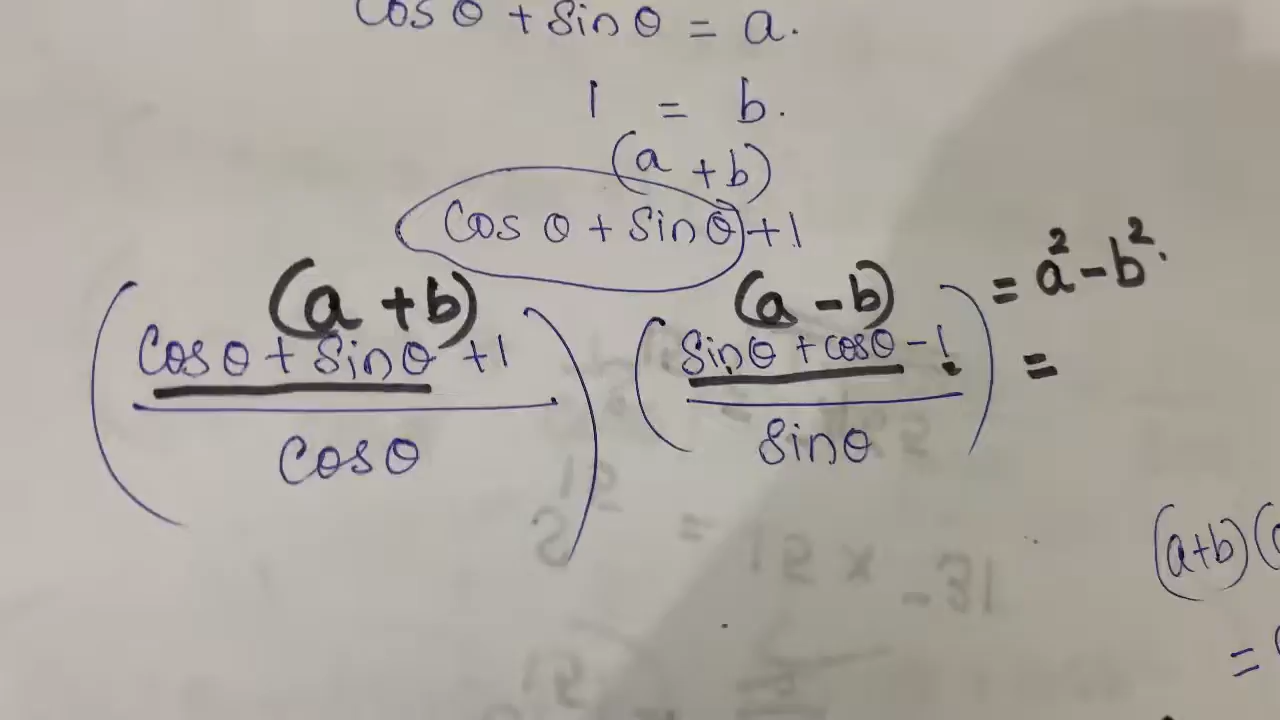 cos θ + sin θ = a.
1 = b.
(a + b)
cos θ + sin θ + 1
(a + b) (a - b) = a² - b².
(cos θ + sin θ + 1 / cos θ) (sin θ + cos θ - 1 / sin θ) =
(a+b)(
=